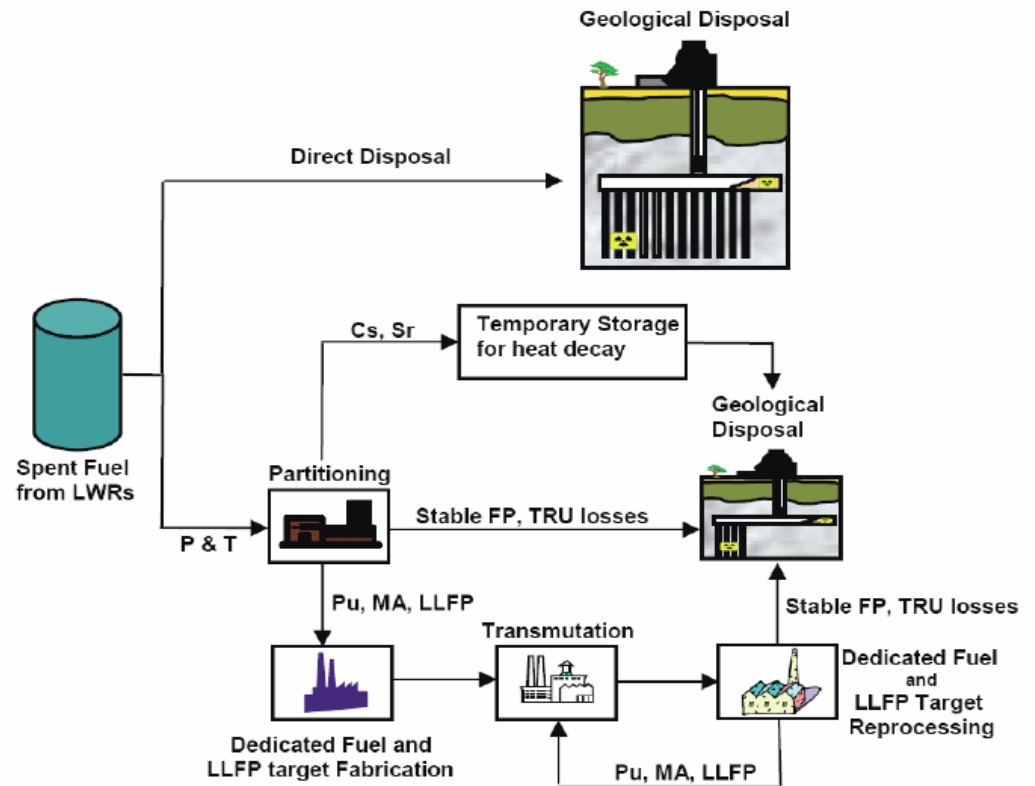 Geological Disposal
Direct Disposal
Cs, Sr
Temporary Storage
for heat decay
Geological
Disposal
Spent Fuel
from LWRs
Partitioning
Stable FP, TRU losses
P & T
Pu, MA, LLFP
Transmutation
Stable FP, TRU losses
Dedicated Fuel
and
LLFP Target
Reprocessing
Dedicated Fuel and
LLFP target Fabrication
Pu, MA, LLFP